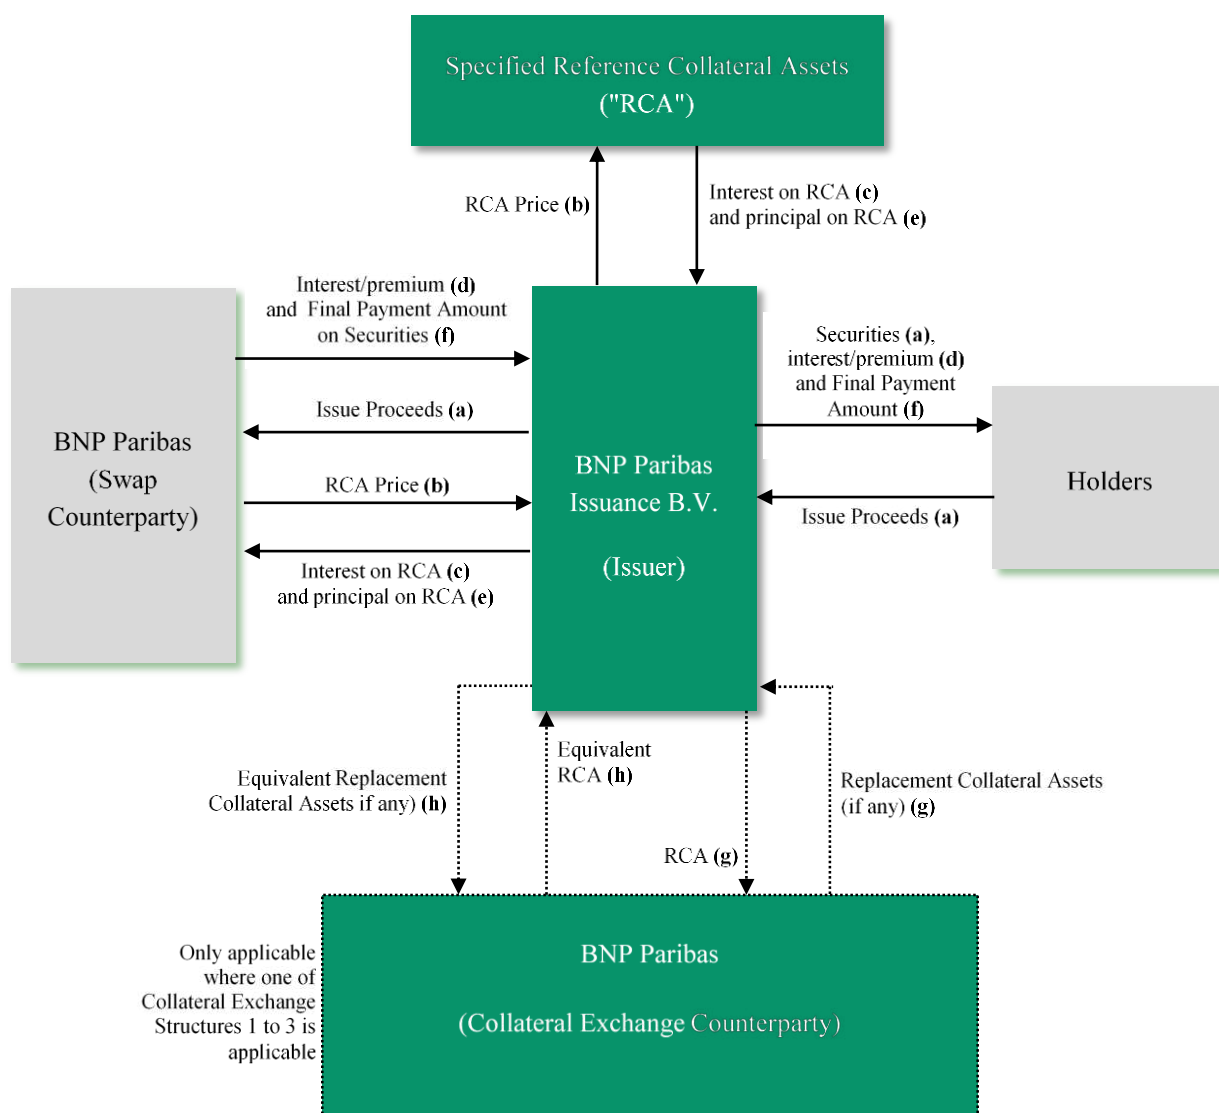 Specified Reference Collateral Assets
("RCA")
RCA Price (b)
Interest on RCA (c)
and principal on RCA (e)
Interest/premium (d)
and Final Payment Amount
on Securities (f)
Issue Proceeds (a)
RCA Price (b)
Interest on RCA (c)
and principal on RCA (e)
BNP Paribas
(Swap
Counterparty)
BNP Paribas
Issuance B.V.
(Issuer)
Securities (a),
interest/premium (d)
and Final Payment
Amount (f)
Issue Proceeds (a)
Holders
Equivalent Replacement
Collateral Assets if any) (h)
Equivalent
RCA (h)
RCA (g)
Replacement Collateral Assets
(if any) (g)
Only applicable
where one of
Collateral Exchange
Structures 1 to 3 is
applicable
BNP Paribas
(Collateral Exchange Counterparty)